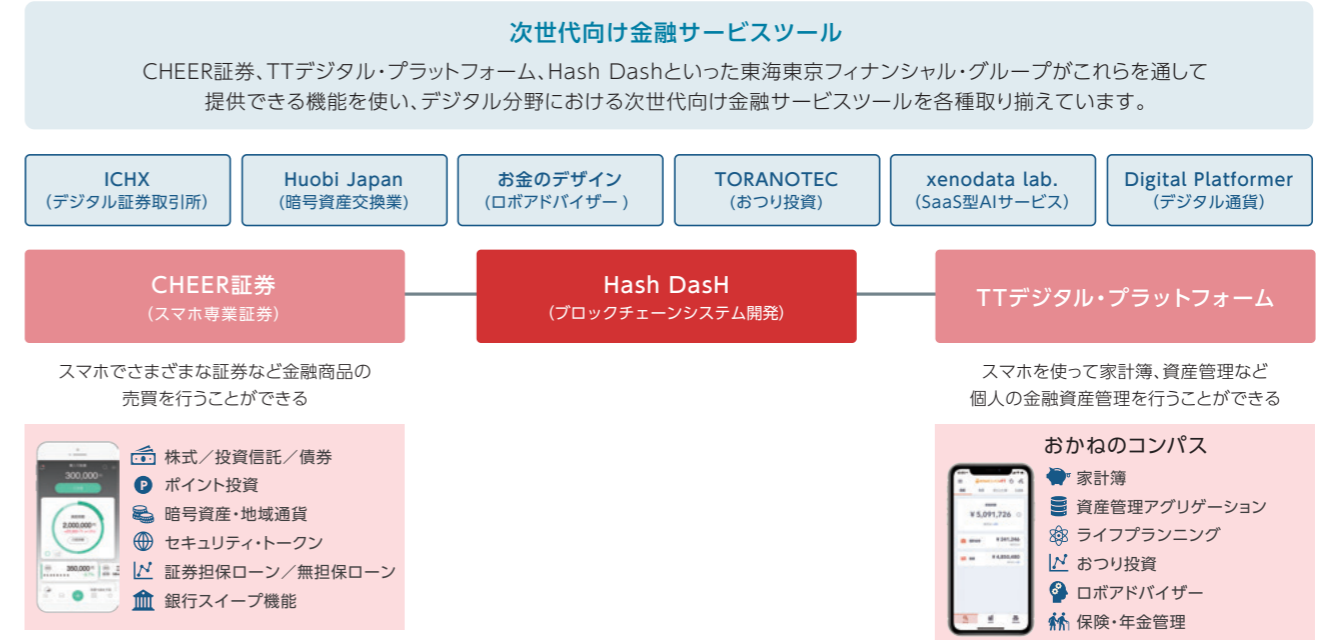 次世代向け金融サービスツール
CHEER証券、TTデジタル・プラットフォーム、Hash Dashといった東海東京フィナンシャル・グループがこれらを通して
提供できる機能を使い、デジタル分野における次世代向け金融サービスツールを各種取り揃えています。
ICHX
（デジタル証券取引所）
Huobi Japan
（暗号資産交換業）
お金のデザイン
（ロボアドバイザー）
TORANOTEC
（おつり投資）
xenodata lab.
（SaaS型AIサービス）
Digital Platformer
（デジタル通貨）
CHEER証券
（スマホ専業証券）
Hash DasH
（ブロックチェーンシステム開発）
TTデジタル・プラットフォーム
スマホでさまざまな証券など金融商品の
売買を行うことができる
300,000
2,000,000
350,000
株式／投資信託／債券
ポイント投資
暗号資産・地域通貨
セキュリティ・トークン
証券担保ローン／無担保ローン
銀行スイープ機能
スマホを使って家計簿、資産管理など
個人の金融資産管理を行うことができる
おかねのコンパス
¥5,091,726
家計簿
資産管理アグリゲーション
ライフプランニング
おつり投資
ロボアドバイザー
保険・年金管理